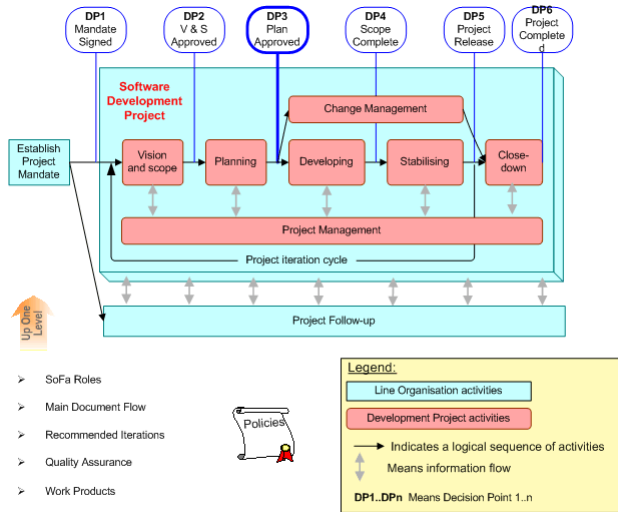 DP1
Mandate
Signed
DP2
V & S
Approved
DP3
Plan
Approved
DP4
Scope
Complete
DP5
Project
Release
DP6
Project
Complete
d
Software
Development
Project
Change Management
Establish
Project
Mandate
Vision
and scope
Planning
Developing
Stabilising
Close-
down
Project Management
Project iteration cycle
Project Follow-up
Up One
Level
SoFa Roles
Main Document Flow
Recommended Iterations
Quality Assurance
Work Products
Policies
Legend:
Line Organisation activities
Development Project activities
Indicates a logical sequence of activities
Means information flow
DP1..DPn Means Decision Point 1..n